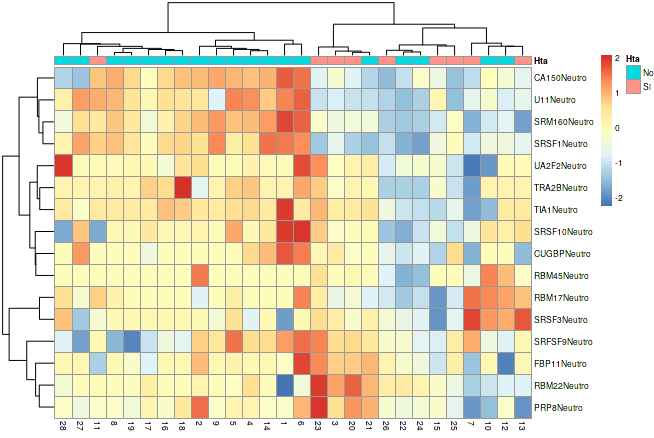 Hta
2
1
0
-1
-2
Hta
No
Si
CA150Neutro
U11Neutro
SRM160Neutro
SRSF1Neutro
UA2F2Neutro
TRA2BNeutro
TIA1Neutro
SRSF10Neutro
CUGBPNeutro
RBM45Neutro
RBM17Neutro
SRSF3Neutro
SRFSF9Neutro
FBP11Neutro
RBM22Neutro
PRP8Neutro
28 27 11 8 19 17 16 18 2 9 5 4 14 1 6 23 3 20 21 26 22 24 15 25 7 10 12 13